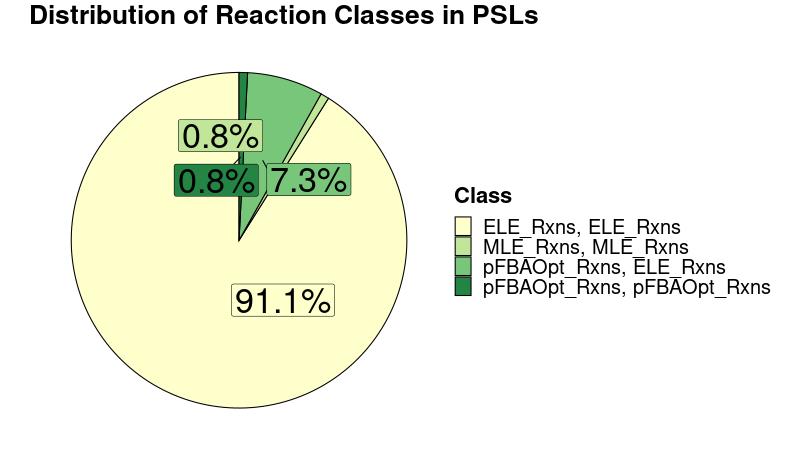 Distribution of Reaction Classes in PSLs
0.8%
0.8%
7.3%
91.1%
Class
ELE_Rxns, ELE_Rxns
MLE_Rxns, MLE_Rxns
pFBAOpt_Rxns, ELE_Rxns
pFBAOpt_Rxns, pFBAOpt_Rxns